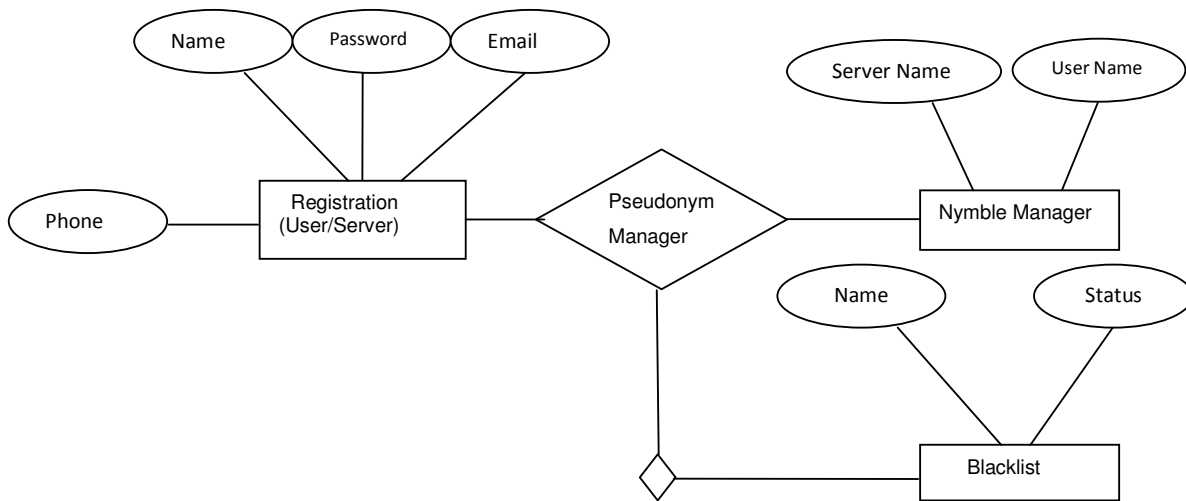 Name
Password
Email
Server Name
User Name
Phone
Registration
(User/Server)
Pseudonym
Manager
Nymble Manager
Name
Status
Blacklist